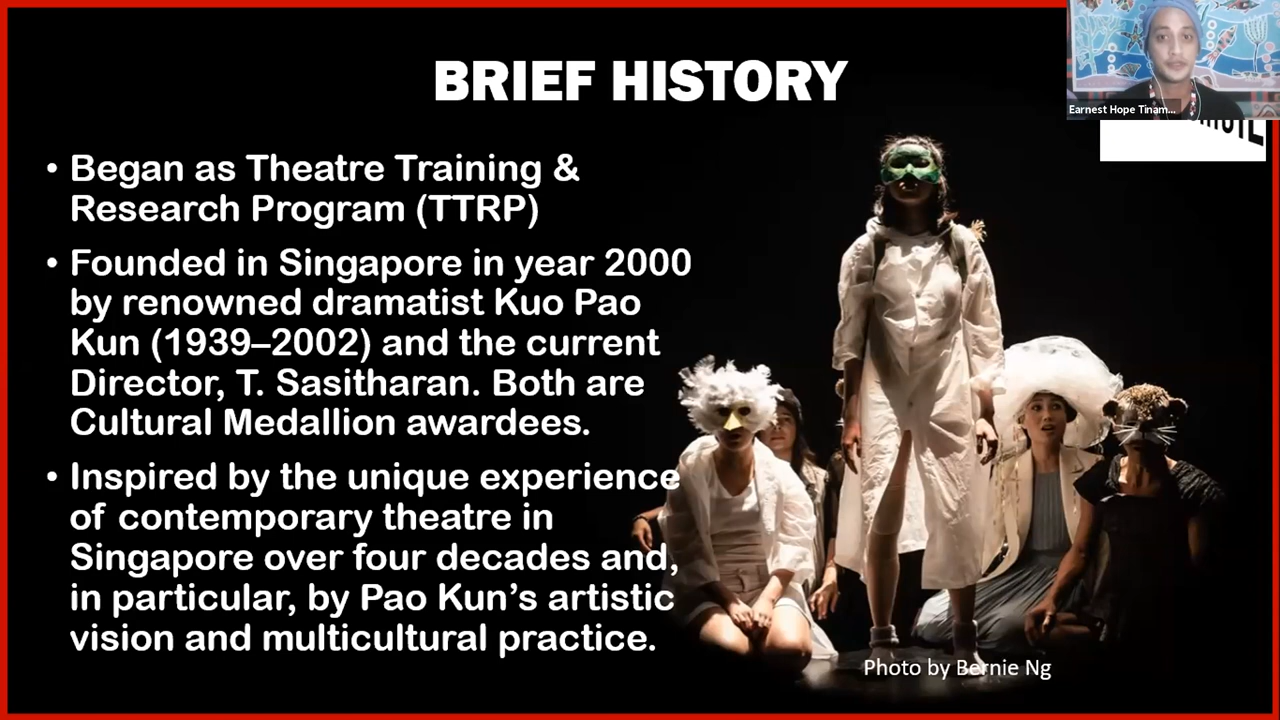 BRIEF HISTORY
Earnest Hope Tinam...
• Began as Theatre Training &
Research Program (TTRP)
• Founded in Singapore in year 2000
by renowned dramatist Kuo Pao
Kun (1939–2002) and the current
Director, T. Sasitharan. Both are
Cultural Medallion awardees.
• Inspired by the unique experience
of contemporary theatre in
Singapore over four decades and,
in particular, by Pao Kun’s artistic
vision and multicultural practice.
Photo by Bernie Ng